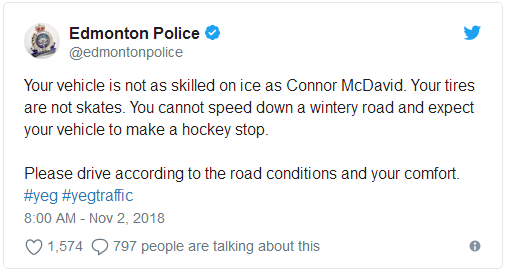 Edmonton Police
@edmontonpolice
Your vehicle is not as skilled on ice as Connor McDavid. Your tires
are not skates. You cannot speed down a wintery road and expect
your vehicle to make a hockey stop.
Please drive according to the road conditions and your comfort.
#yeg #yegtraffic
8:00 AM - Nov 2, 2018
1,574 797 people are talking about this